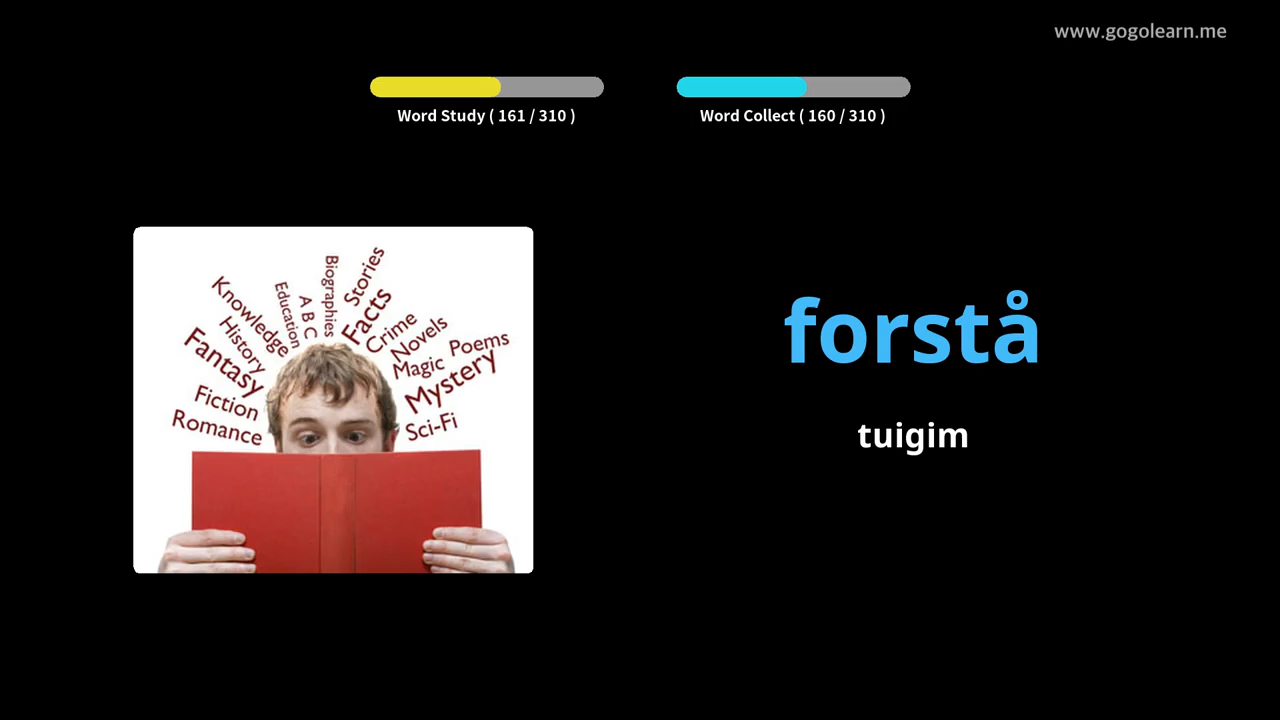 www.gogolearn.me
Word Study ( 161 / 310 )
Word Collect ( 160 / 310 )
Biographies
Stories
Knowledge
Education
A B C
Facts
History
Crime
Novels
Fantasy
Poems
Magic
Mystery
Fiction
Romance
Sci-Fi
forstå
tuigim